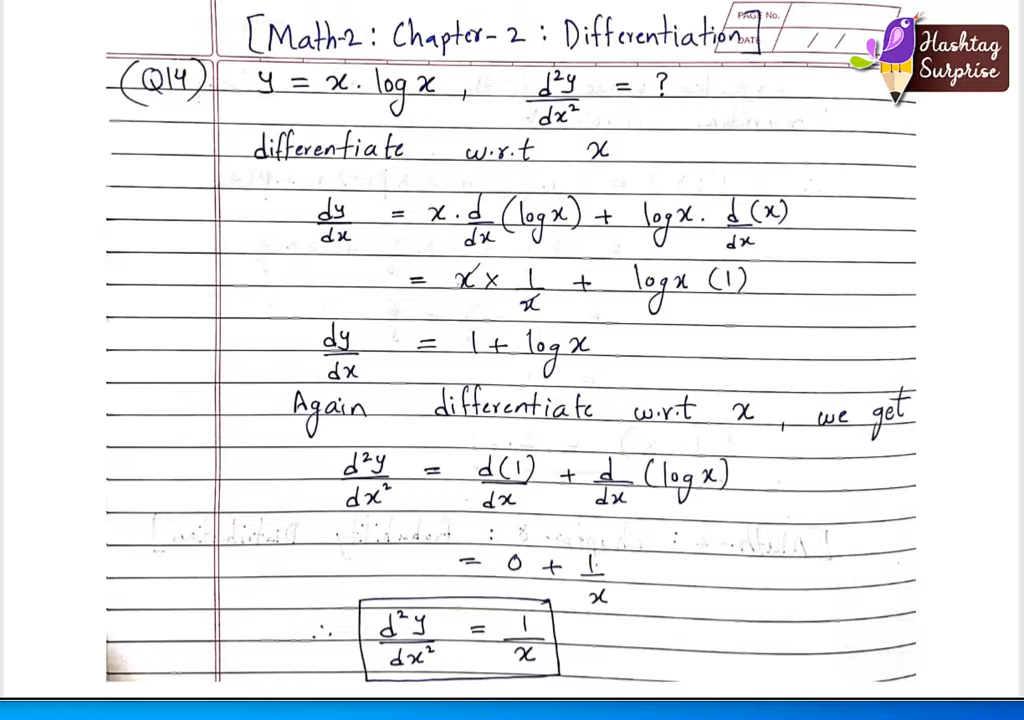 [Math-2 : Chapter-2 : Differentiation]
PAGE No.
DATE / /
Hashtag
Surprise
(Q14) y = x . log x , d²y/dx² = ?
differentiate w.r.t x
dy/dx = x . d/dx (log x) + log x . d/dx (x)
= x × 1/x + log x (1)
dy/dx = 1 + log x
Again differentiate w.r.t x , we get
d²y/dx² = d(1)/dx + d/dx (log x)
= 0 + 1/x
∴ d²y/dx² = 1/x